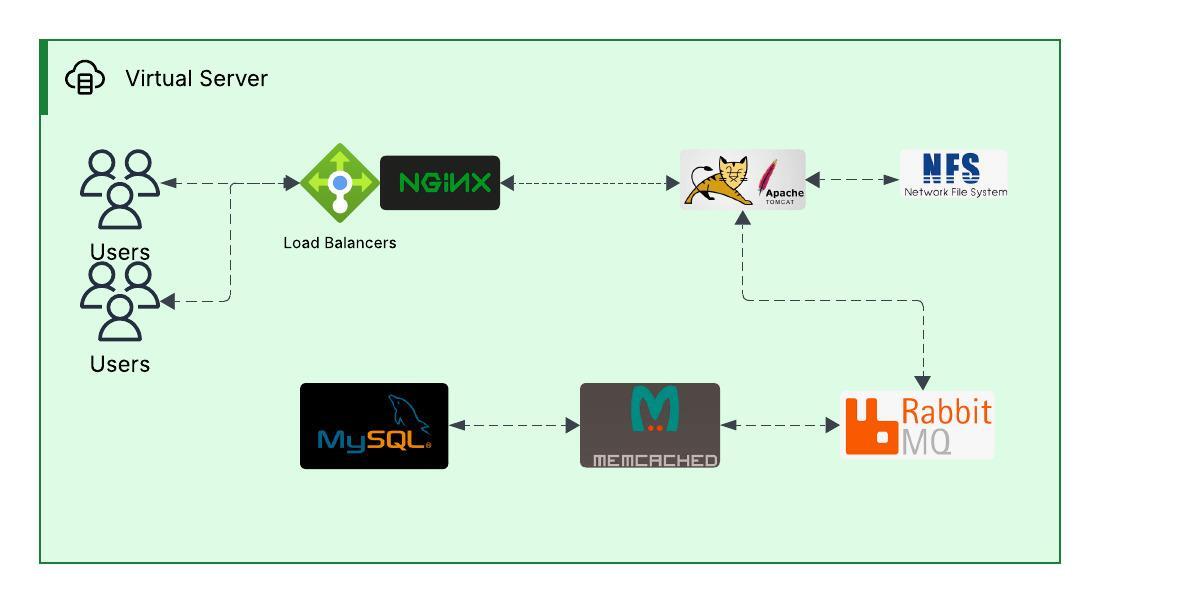 Virtual Server
Users
Load Balancers
NGiNX
Apache
TOMCAT
NFS
Network File System
Users
MySQL®
MEMCACHED
Rabbit
MQ